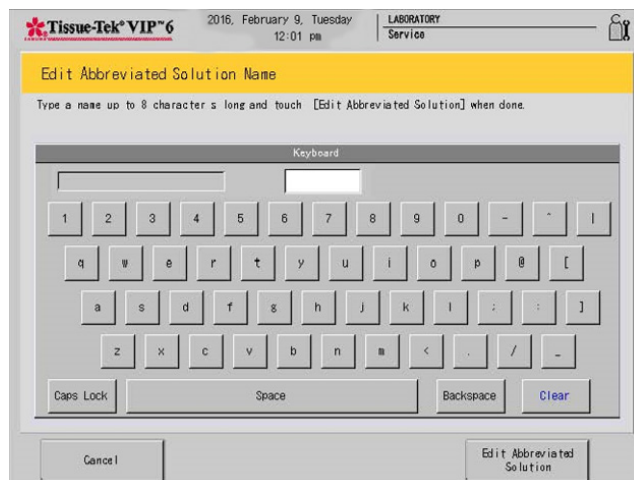 Tissue-Tek® VIP™ 6
2016, February 9, Tuesday
12:01 pm
LABORATORY
Service
Edit Abbreviated Solution Name
Type a name up to 8 character s long and touch [Edit Abbreviated Solution] when done.
Keyboard
1 2 3 4 5 6 7 8 9 0 - ^ |
q w e r t y u i o p @ [
a s d f g h j k l ; : ]
z x c v b n m < . / _
Caps Lock Space Backspace Clear
Cancel
Edit Abbreviated
Solution